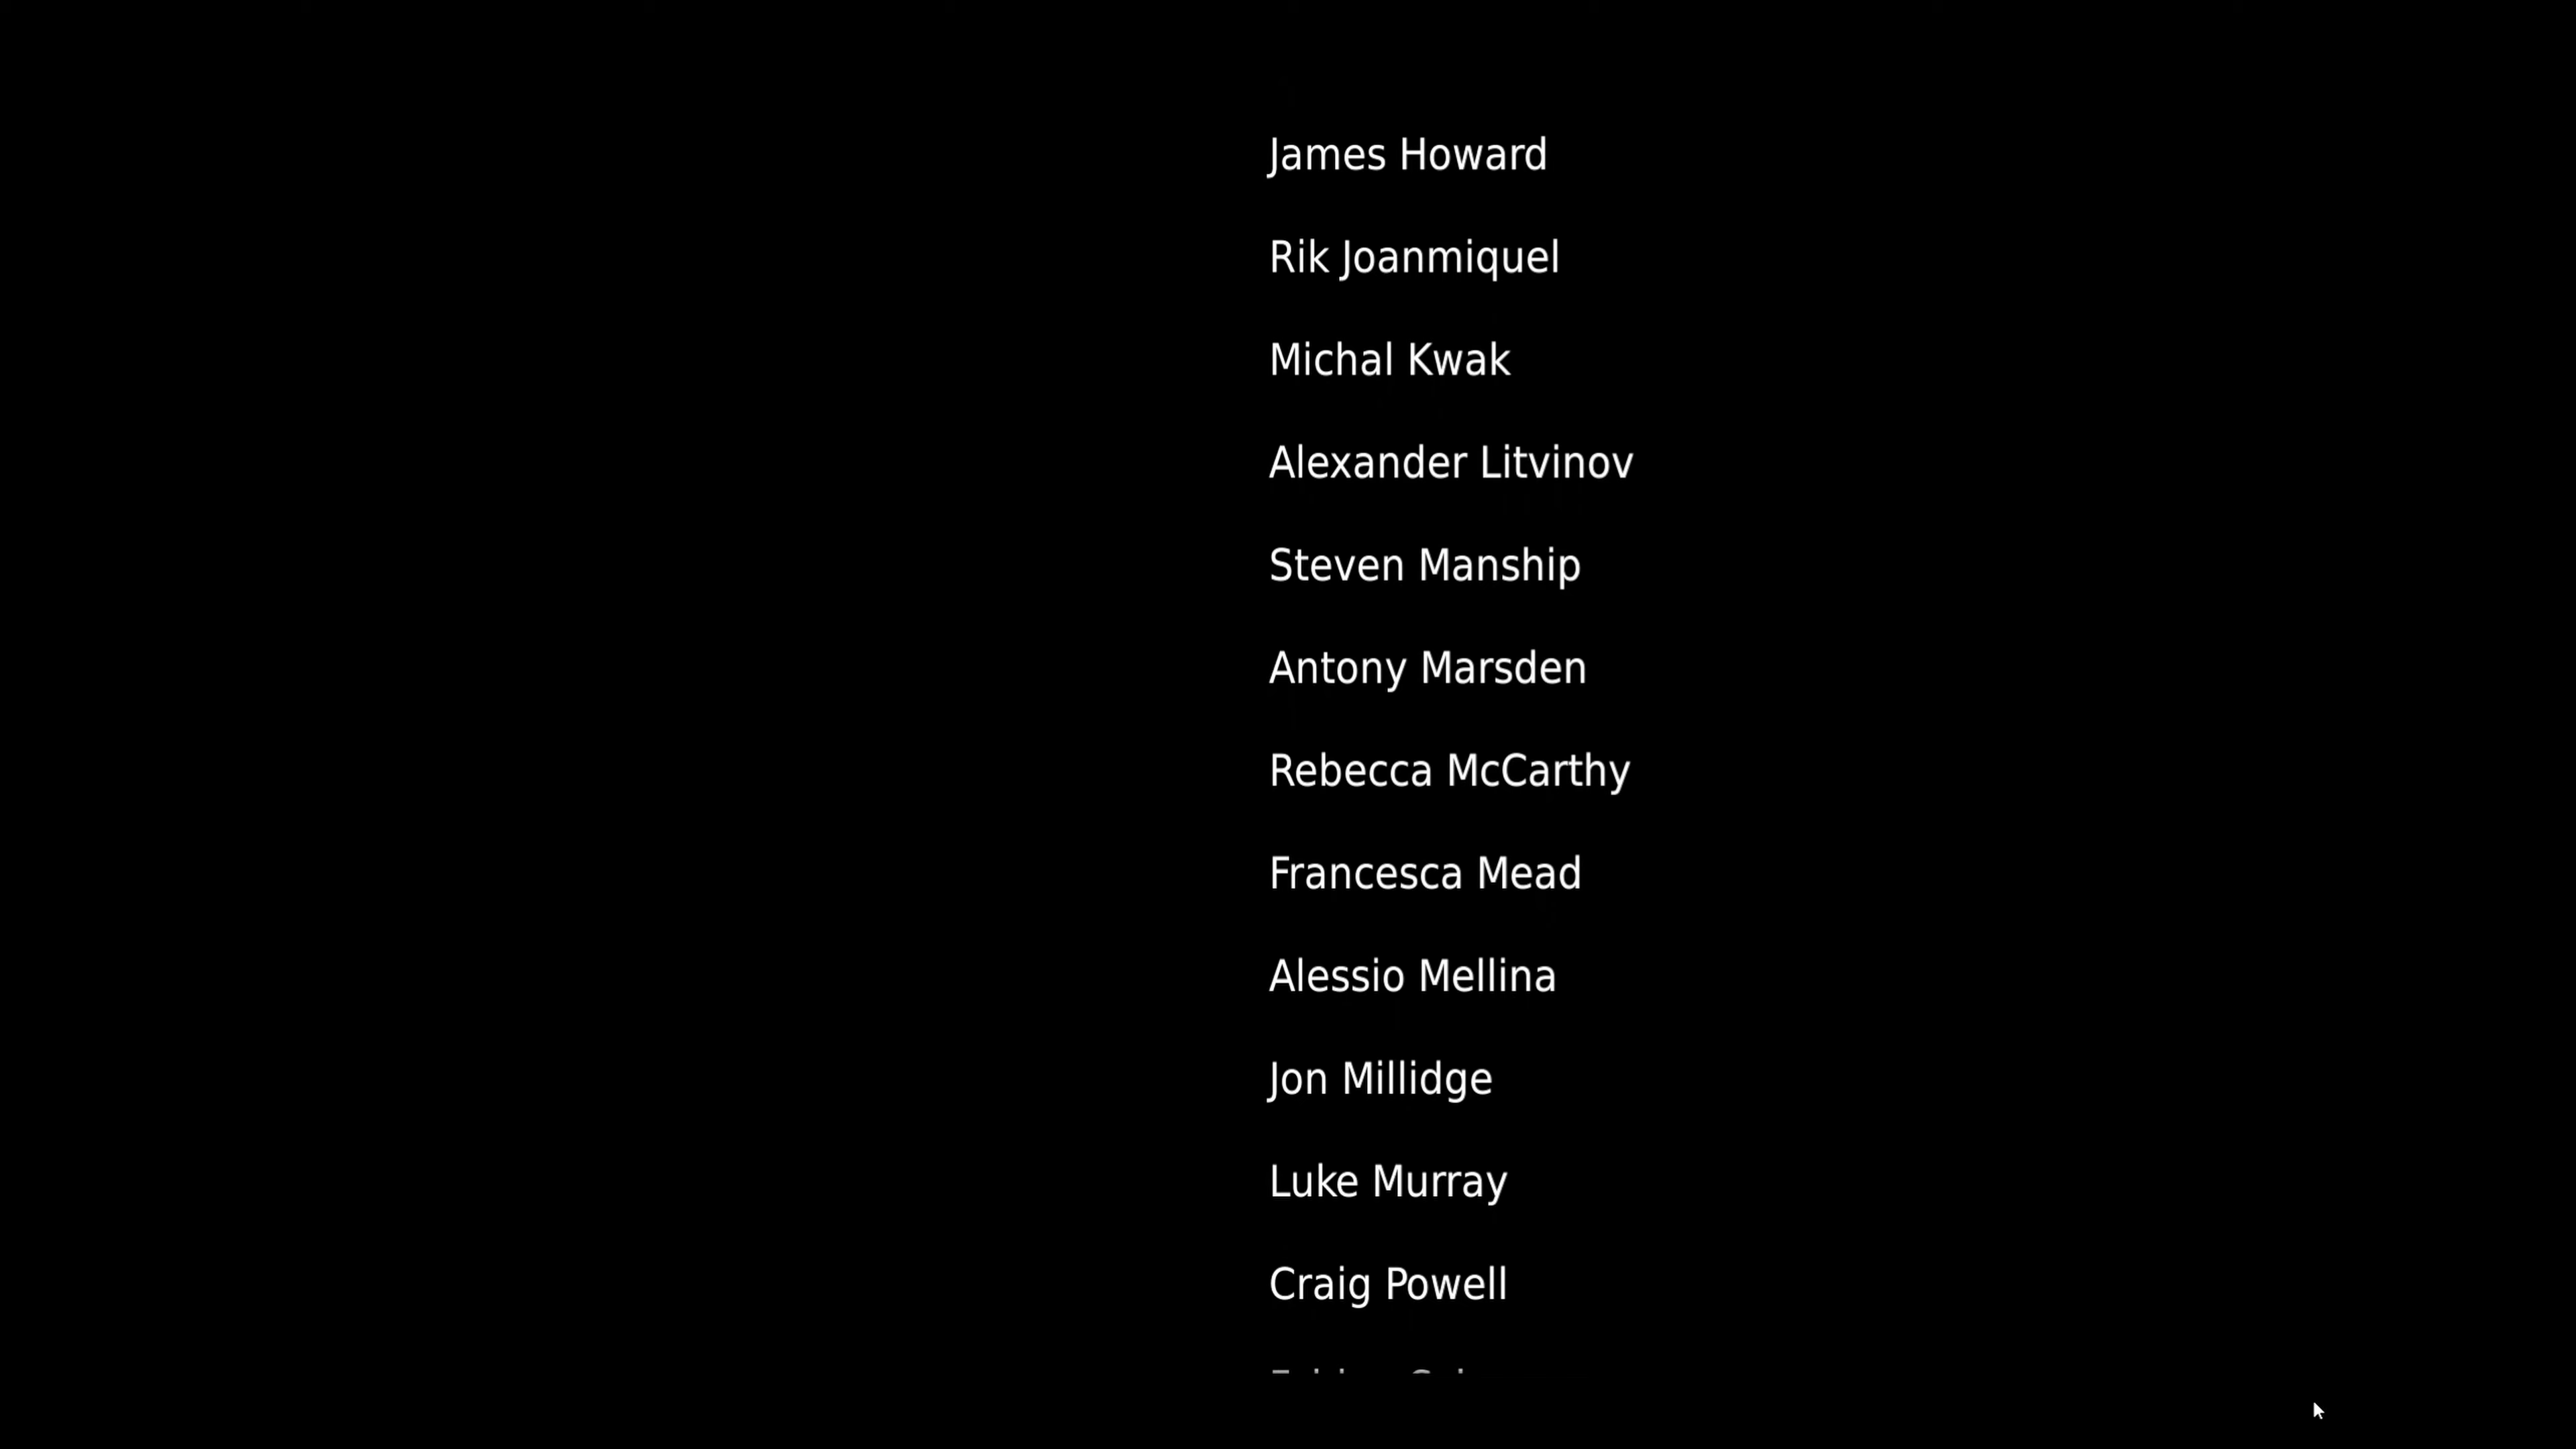 James Howard
Rik Joanmiquel
Michal Kwak
Alexander Litvinov
Steven Manship
Antony Marsden
Rebecca McCarthy
Francesca Mead
Alessio Mellina
Jon Millidge
Luke Murray
Craig Powell